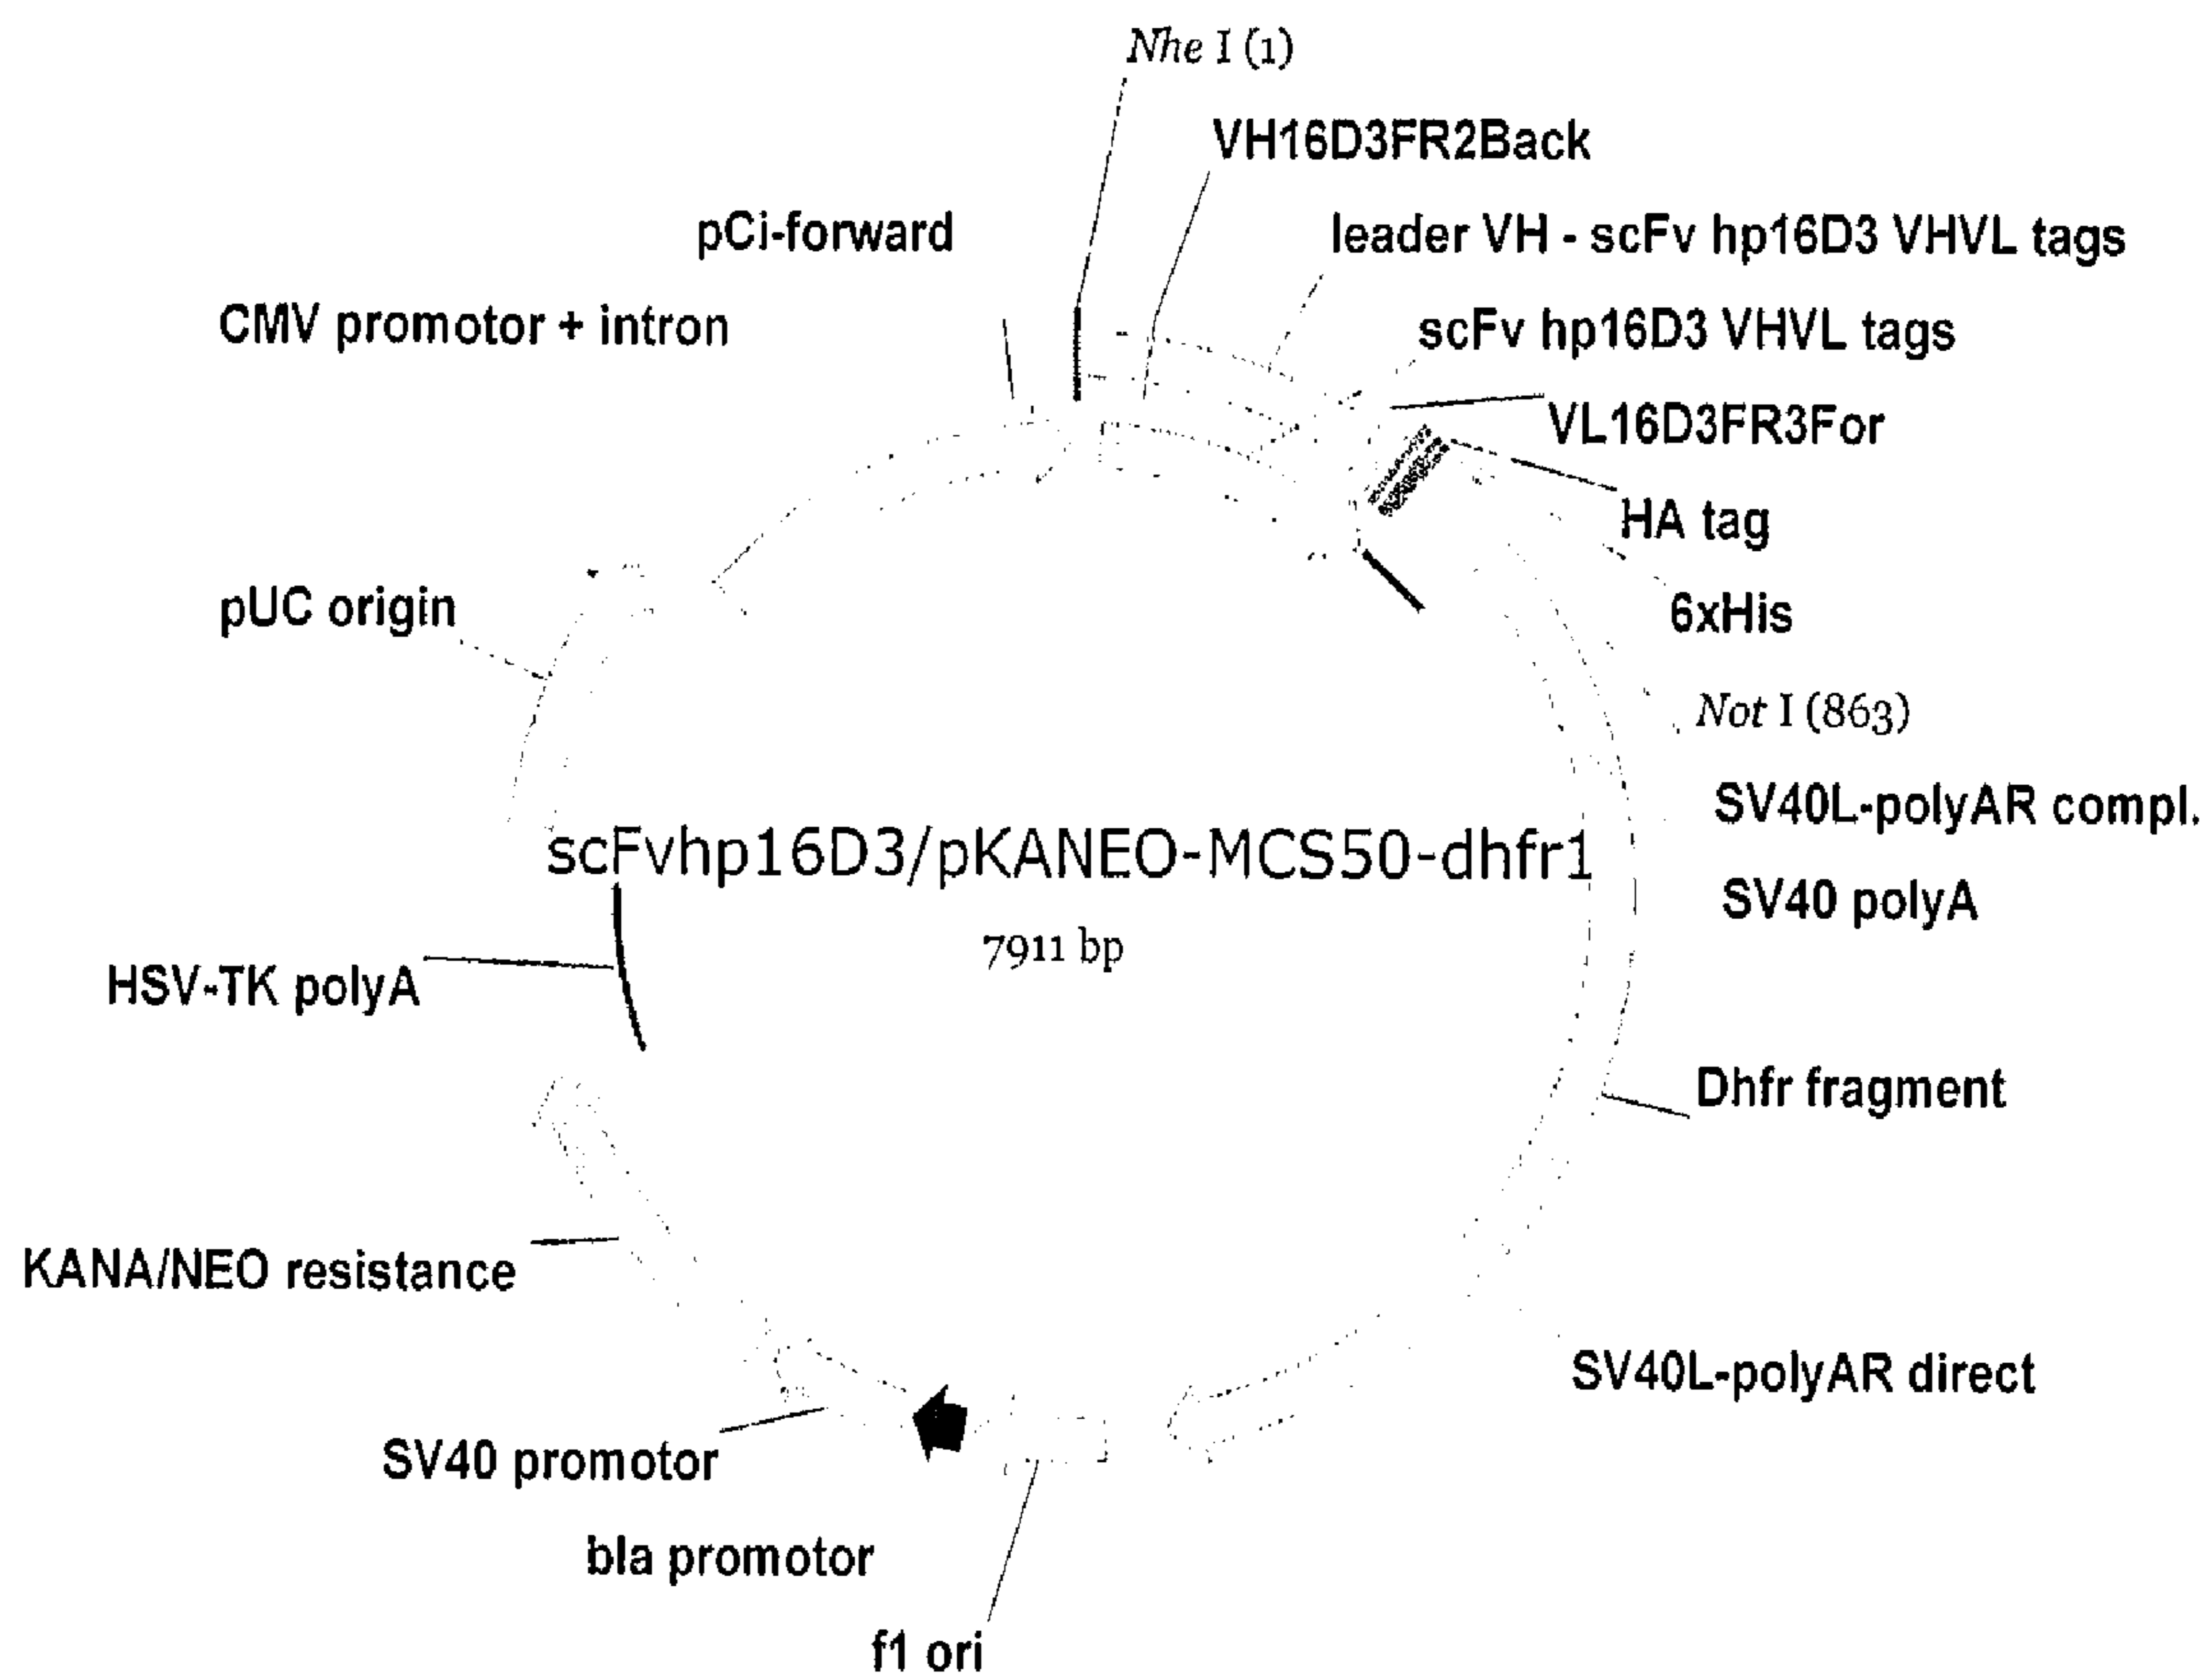 Nhe I (1)
VH16D3FR2Back
pCi-forward
leader VH - scFv hp16D3 VHVL tags
CMV promotor + intron
scFv hp16D3 VHVL tags
VL16D3FR3For
HA tag
pUC origin
6xHis
Not I (863)
SV40L-polyAR compl.
scFvhp16D3/pKANEO-MCS50-dhfr1
SV40 polyA
7911 bp
HSV-TK polyA
Dhfr fragment
KANA/NEO resistance
SV40L-polyAR direct
SV40 promotor
bla promotor
f1 ori